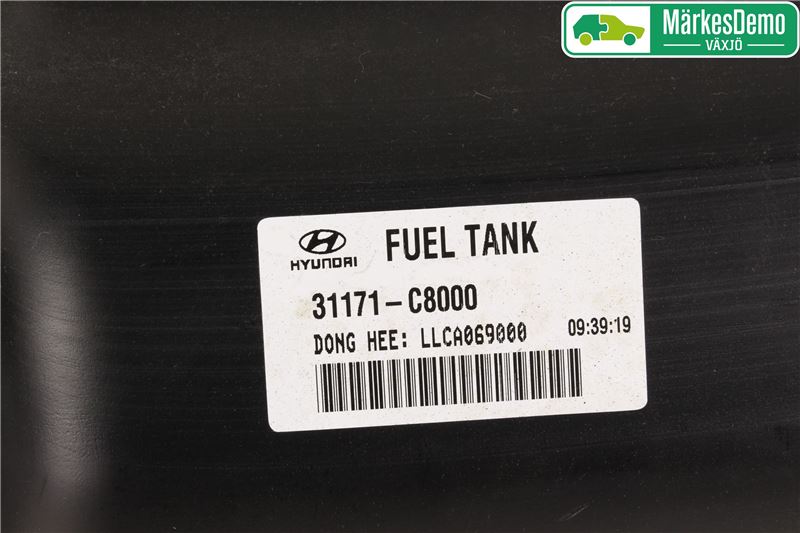 MärkesDemo
VÄXJÖ
HYUNDAI
FUEL TANK
31171-C8000
DONG HEE: LLCA069000
09:39:19